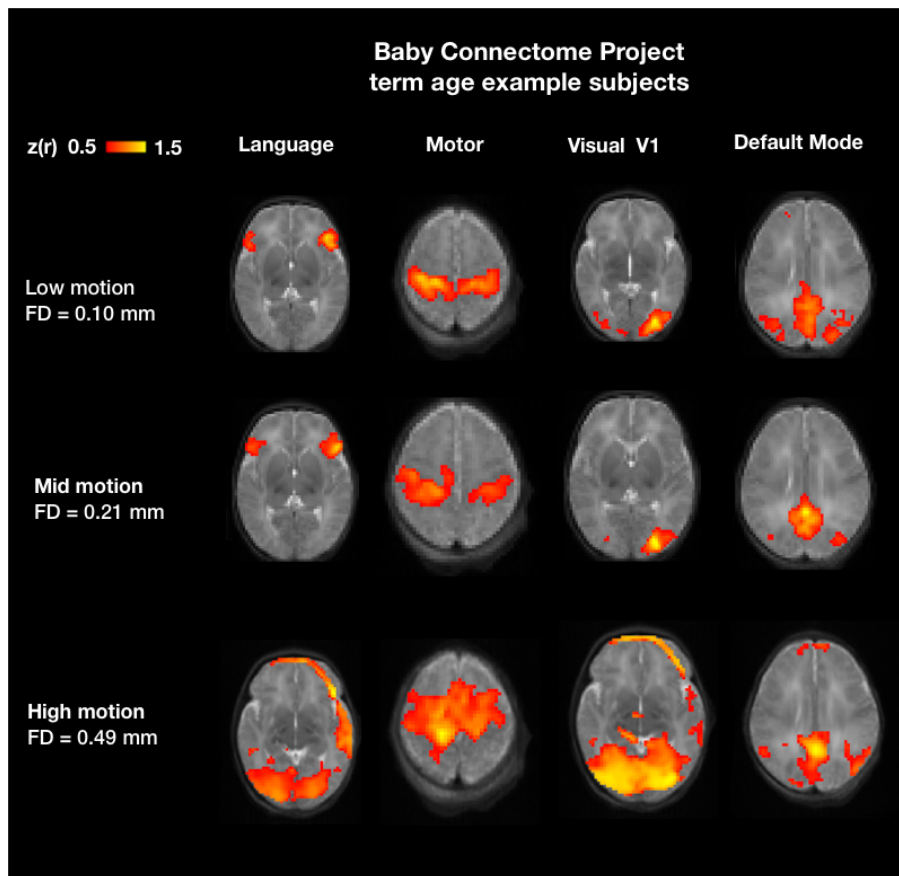 Baby Connectome Project
term age example subjects
z(r) 0.5 1.5 Language Motor Visual V1 Default Mode
Low motion
FD = 0.10 mm
Mid motion
FD = 0.21 mm
High motion
FD = 0.49 mm